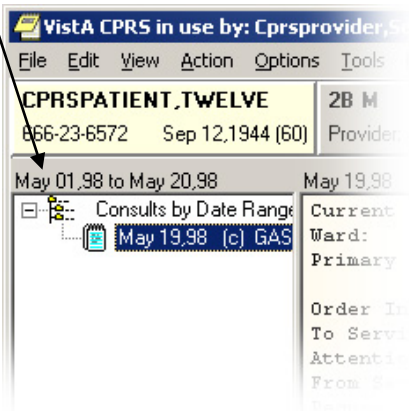 VistA CPRS in use by: Cprsprovider,S
File Edit View Action Options Tools
CPRSPATIENT,TWELVE 2B M
666-23-6572 Sep 12,1944 (60) Provider:
May 01,98 to May 20,98 May 19,98
Consults by Date Range Current
May 19,98 (c) GAS Ward:
Primary
Order In
To Servi
Attenti
From Se